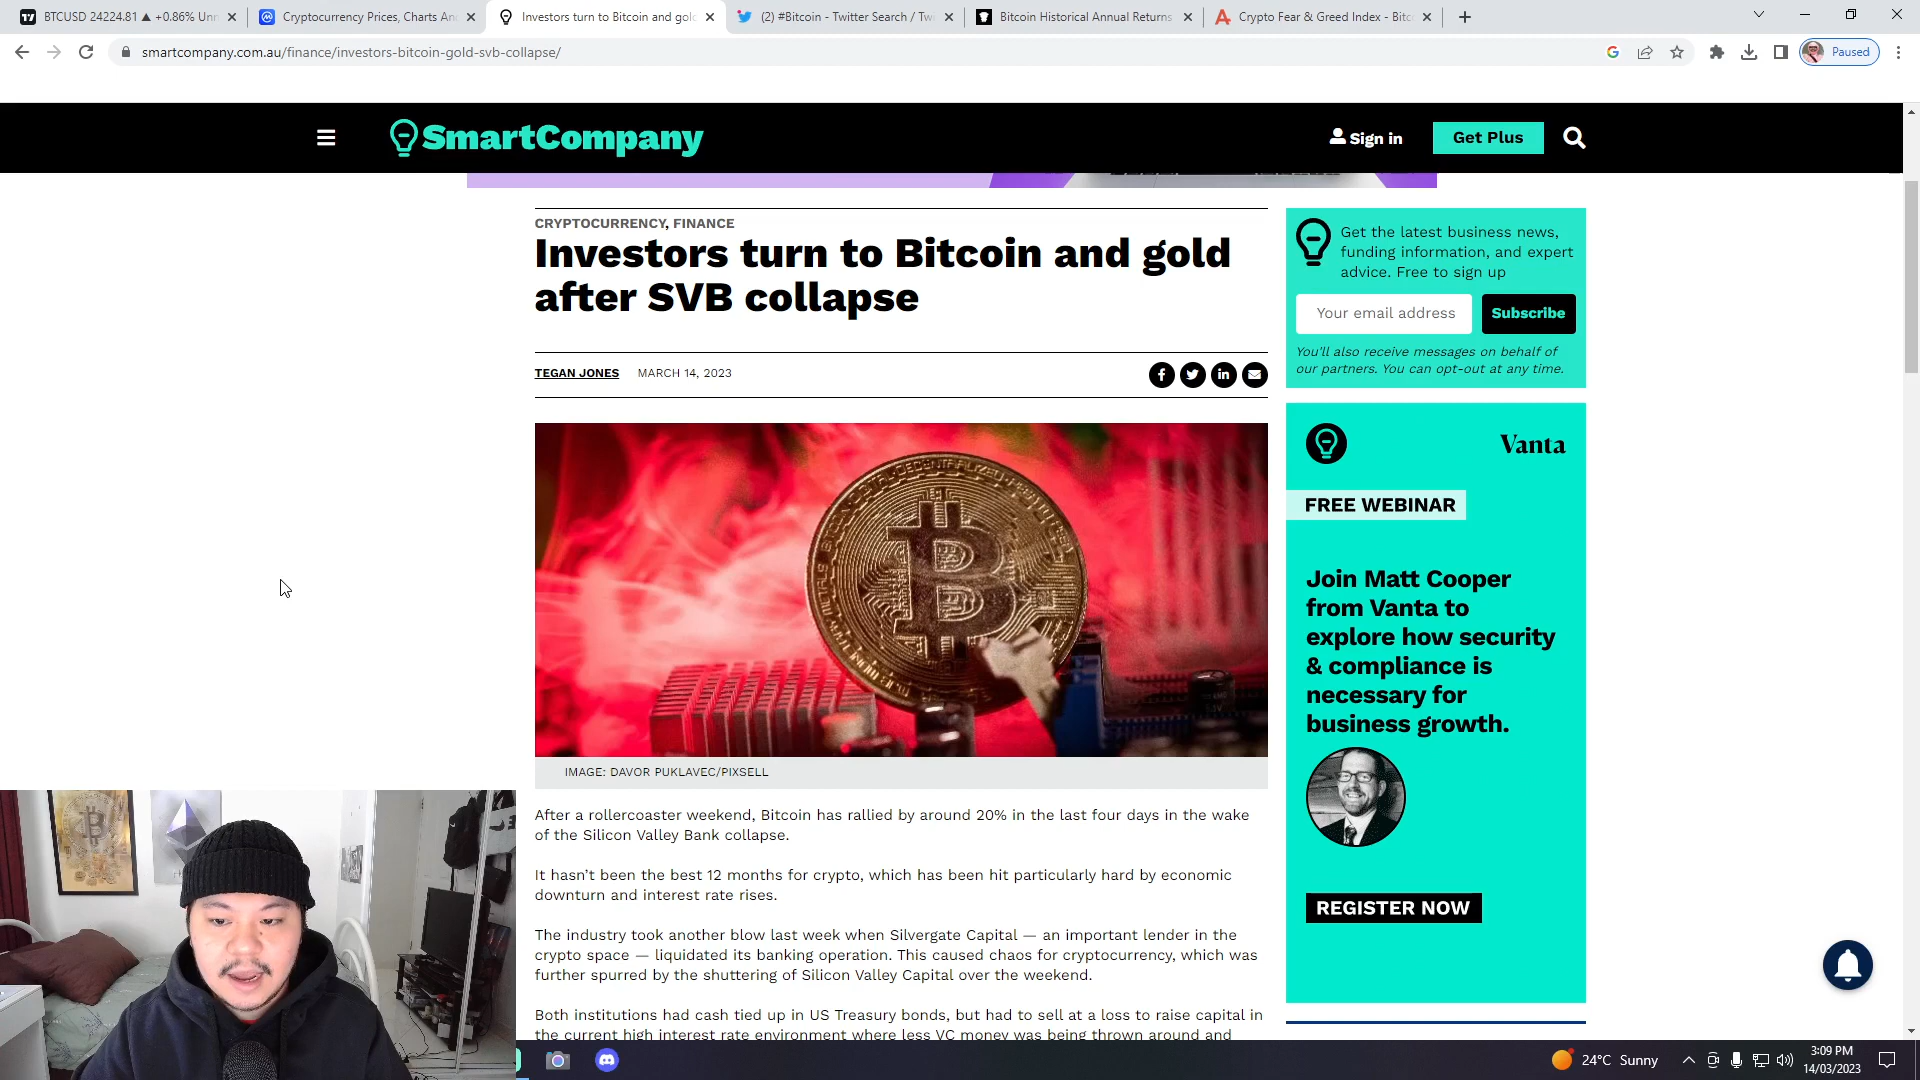 BTCUSD 24224.81 ▲ +0.86% Unn
Cryptocurrency Prices, Charts An
Investors turn to Bitcoin and gol
(2) #Bitcoin - Twitter Search / Tw
Bitcoin Historical Annual Returns
Crypto Fear & Greed Index - Bitc
smartcompany.com.au/finance/investors-bitcoin-gold-svb-collapse/
Paused
SmartCompany
Sign in
Get Plus
CRYPTOCURRENCY, FINANCE
Investors turn to Bitcoin and gold
after SVB collapse
TEGAN JONES
MARCH 14, 2023
IMAGE: DAVOR PUKLAVEC/PIXSELL
After a rollercoaster weekend, Bitcoin has rallied by around 20% in the last four days in the wake
of the Silicon Valley Bank collapse.
It hasn’t been the best 12 months for crypto, which has been hit particularly hard by economic
downturn and interest rate rises.
The industry took another blow last week when Silvergate Capital — an important lender in the
crypto space — liquidated its banking operation. This caused chaos for cryptocurrency, which was
further spurred by the shuttering of Silicon Valley Capital over the weekend.
Both institutions had cash tied up in US Treasury bonds, but had to sell at a loss to raise capital in
the current high interest rate environment where less VC money was being thrown around and
Get the latest business news,
funding information, and expert
advice. Free to sign up
Your email address
Subscribe
You'll also receive messages on behalf of
our partners. You can opt-out at any time.
Vanta
FREE WEBINAR
Join Matt Cooper
from Vanta to
explore how security
& compliance is
necessary for
business growth.
REGISTER NOW
24°C Sunny
3:09 PM
14/03/2023